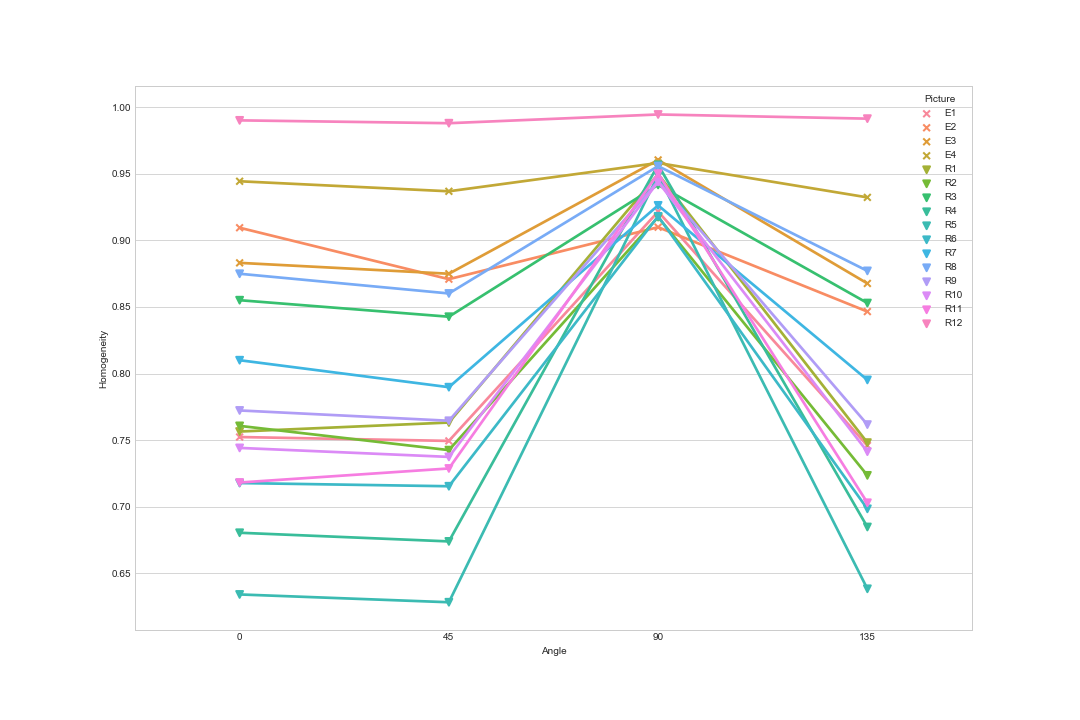 Picture
E1
E2
E3
E4
R1
R2
R3
R4
R5
R6
R7
R8
R9
R10
R11
R12
1.00
0.95
0.90
0.85
0.80
0.75
0.70
0.65
Homogeneity
0 45 90 135
Angle